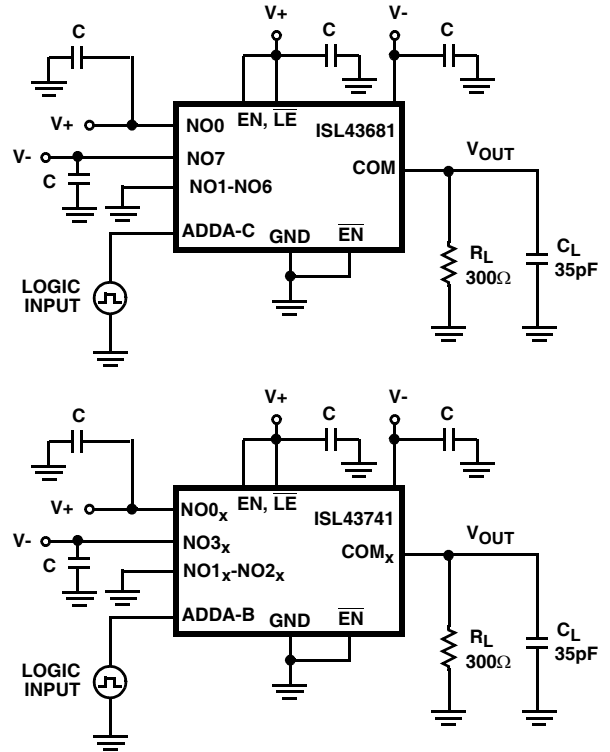 V+
V-
C
C
C
EN, LE
ISL43681
V+
NO0
V-
NO7
C
NO1-NO6
COM
VOUT
ADDA-C
GND
EN
LOGIC
INPUT
RL
300Ω
CL
35pF
V+
V-
C
C
C
EN, LE
ISL43741
V+
NO0x
V-
NO3x
C
NO1x-NO2x
COMx
VOUT
ADDA-B
GND
EN
LOGIC
INPUT
RL
300Ω
CL
35pF